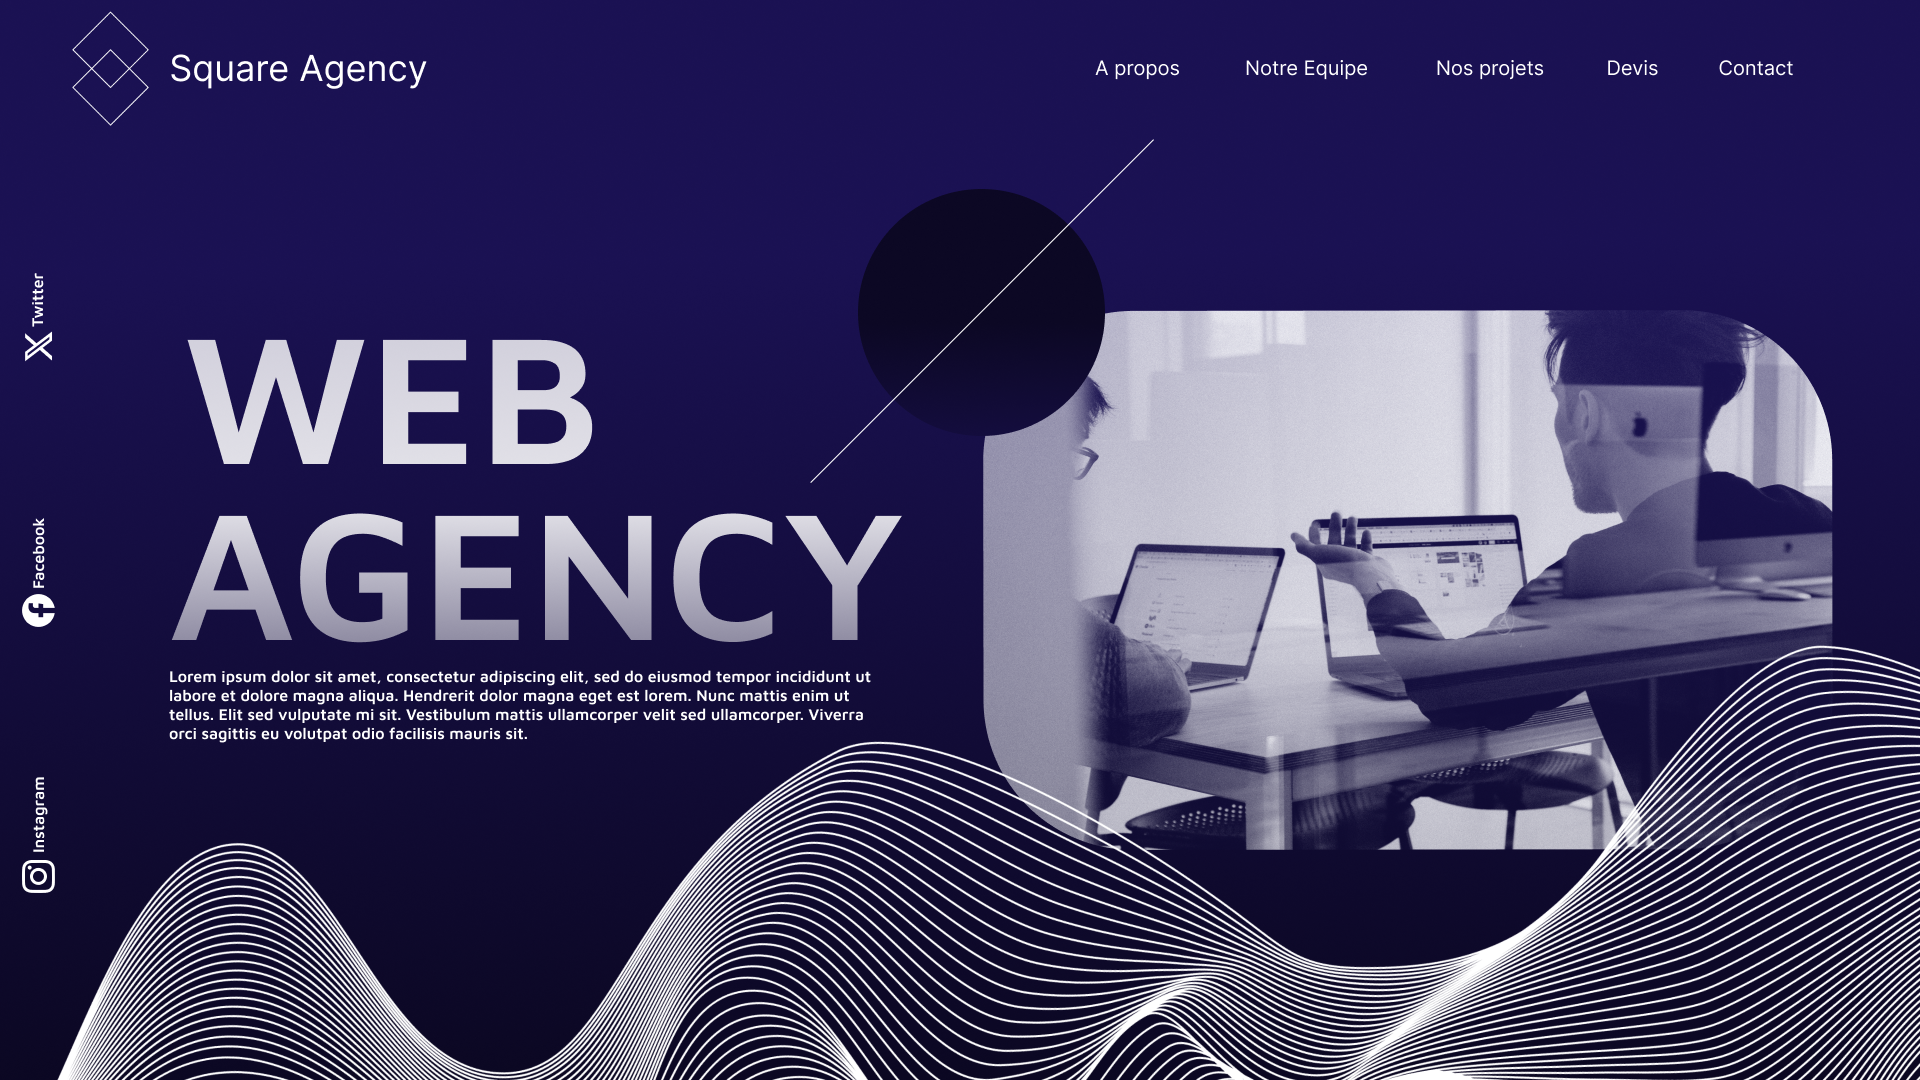 Square Agency
A propos
Notre Equipe
Nos projets
Devis
Contact
Twitter
Facebook
Instagram
WEB
AGENCY
Lorem ipsum dolor sit amet, consectetur adipiscing elit, sed do eiusmod tempor incididunt ut
labore et dolore magna aliqua. Hendrerit dolor magna eget est lorem. Nunc mattis enim ut
tellus. Elit sed vulputate mi sit. Vestibulum mattis ullamcorper velit sed ullamcorper. Viverra
orci sagittis eu volutpat odio facilisis mauris sit.